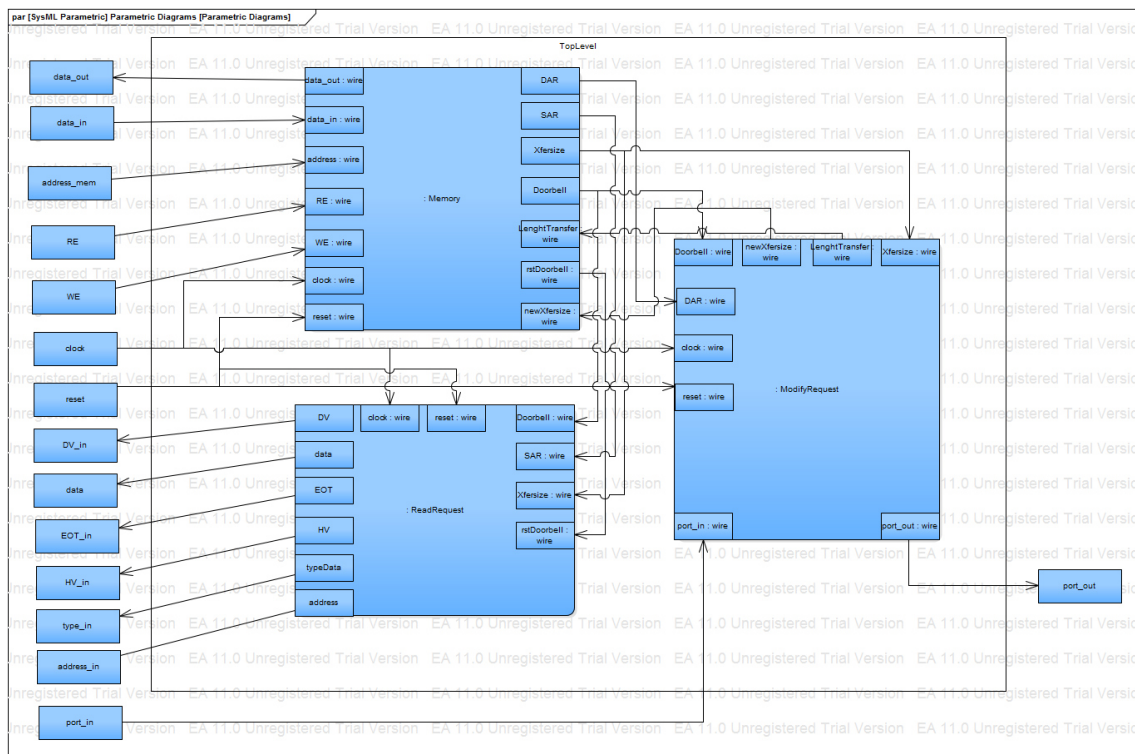 par [SysML Parametric] Parametric Diagrams [Parametric Diagrams]
TopLevel
data_out
data_in
address_mem
RE
WE
clock
reset
DV_in
data
EOT_in
HV_in
type_in
address_in
port_in
data_out : wire
data_in : wire
address : wire
RE : wire
WE : wire
clock : wire
reset : wire
: Memory
DAR
SAR
Xfersize
Doorbell
LenghtTransfer
wire
rstDoorbell :
wire
newXfersize :
wire
DV
data
EOT
HV
typeData
address
clock : wire
reset : wire
: ReadRequest
Doorbell : wire
SAR : wire
Xfersize : wire
rstDoorbell :
wire
Doorbell : wire
newXfersize :
wire
LenghtTransfer :
wire
Xfersize : wire
DAR : wire
clock : wire
reset : wire
: ModifyRequest
port_in : wire
port_out : wire
port_out
EA 11.0 Unregistered Trial Version